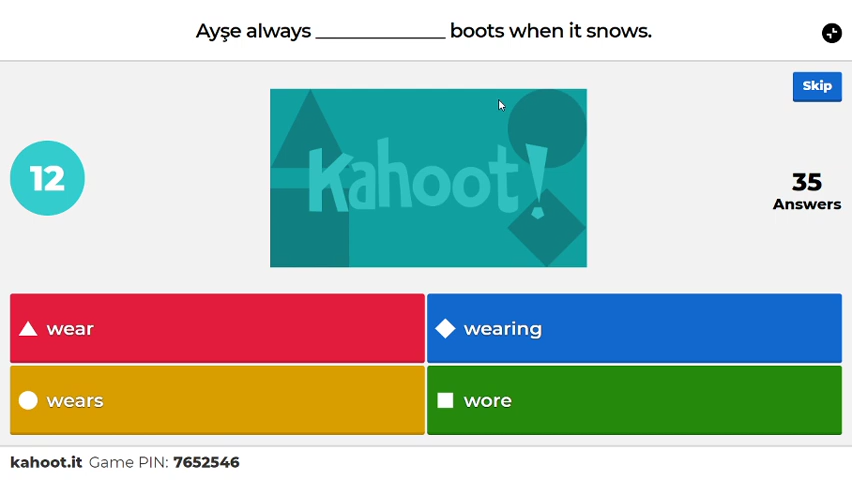 Ayşe always _______________ boots when it snows.
Skip
12
Kahoot!
35
Answers
wear
wearing
wears
wore
kahoot.it Game PIN: 7652546